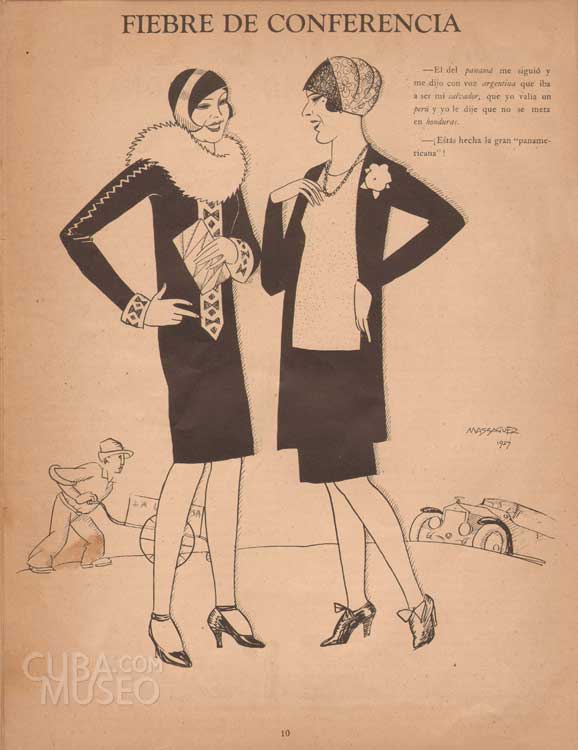 FIEBRE DE CONFERENCIA
—El del panamá me siguió y
me dijo con voz argentina que iba
a ser mi salvador, que yo valía un
perú y yo le dije que no se meta
en honduras.
—¡Estás hecha la gran "paname-
ricana"!
MASSAGUER
1927
LA
SA
CUBA.com
MUSEO
10